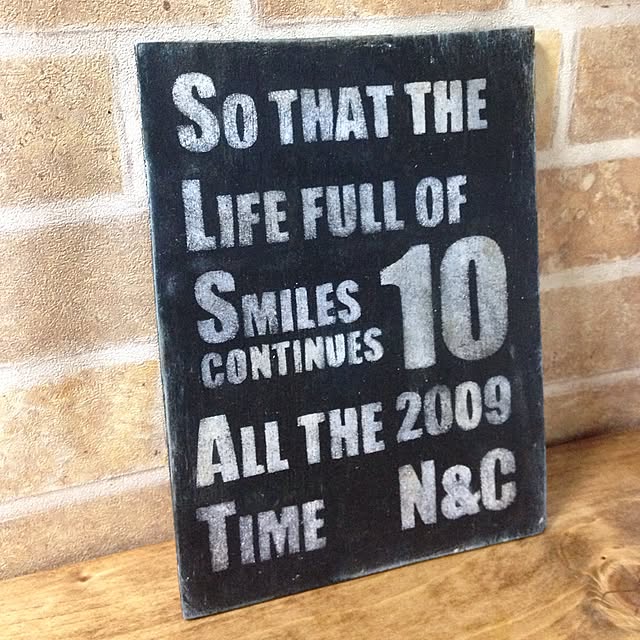 So that the
Life full of
Smiles 10
continues
All the 2009
Time N&C